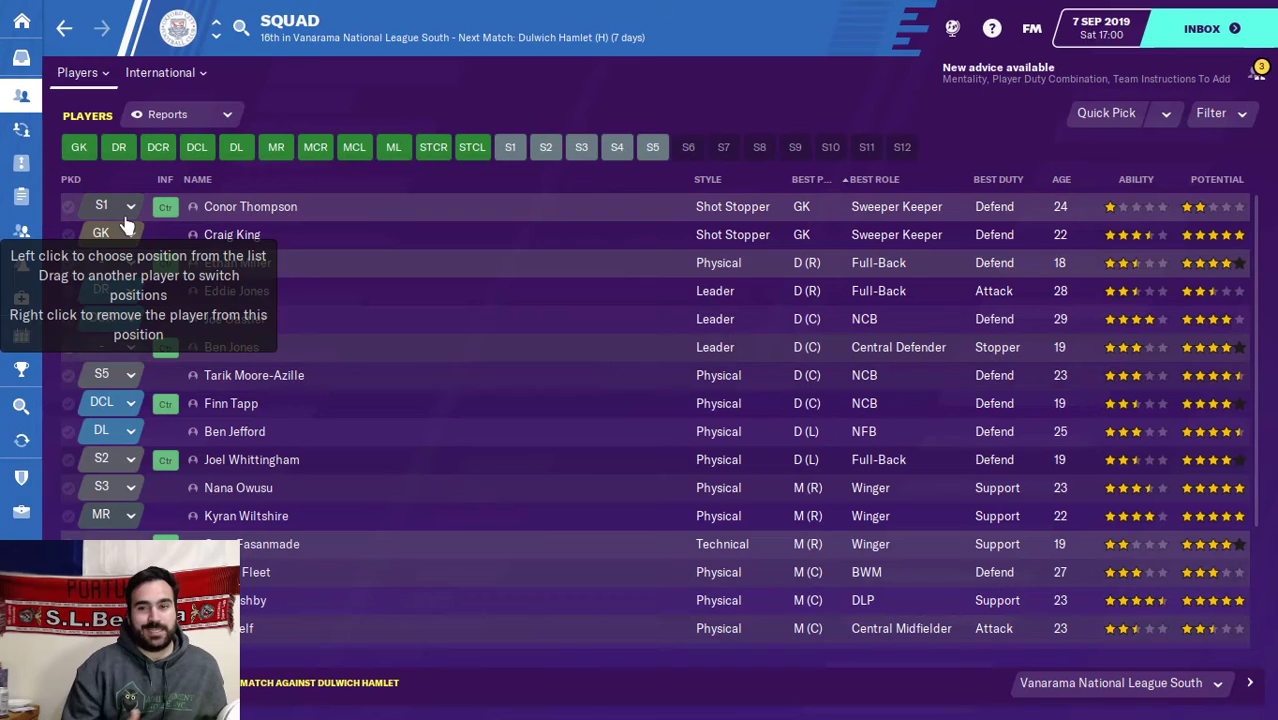 SQUAD
16th in Vanarama National League South - Next Match: Dulwich Hamlet (H) (7 days)
? FM
7 SEP 2019
Sat 17:00
INBOX
Players International
New advice available
Mentality, Player Duty Combination, Team Instructions To Add
3
PLAYERS Reports Quick Pick Filter
GK DR DCR DCL DL MR MCR MCL ML STCR STCL S1 S2 S3 S4 S5 S6 S7 S8 S9 S10 S11 S12
PKD INF NAME STYLE BEST P... BEST ROLE BEST DUTY AGE ABILITY POTENTIAL
S1 Ctr Conor Thompson Shot Stopper GK Sweeper Keeper Defend 24
GK Craig King Shot Stopper GK Sweeper Keeper Defend 22
Physical D (R) Full-Back Defend 18
DR Eddie Jones Leader D (R) Full-Back Attack 28
Leader D (C) NCB Defend 23
- Ctr Ben Jones Leader D (C) Central Defender Stopper 19
Left click to choose position from the list
Drag to another player to switch
positions
Right click to remove the player from this
position
S5 Tarik Moore-Azille Physical D (C) NCB Defend 23
DCL Ctr Finn Tapp Physical D (C) NCB Defend 19
DL Ben Jefford Physical D (L) NFB Defend 25
S2 Ctr Joel Whittingham Physical D (L) Full-Back Defend 19
S3 Nana Owusu Physical M (R) Winger Support 23
MR Kyran Wiltshire Physical M (R) Winger Support 22
Fasanmade Technical M (R) Winger Support 19
Fleet Physical M (C) BWM Defend 27
shby Physical M (C) DLP Support 23
elf Physical M (C) Central Midfielder Attack 23
MATCH AGAINST DULWICH HAMLET
Vanarama National League South
PORTU
S.L.Be